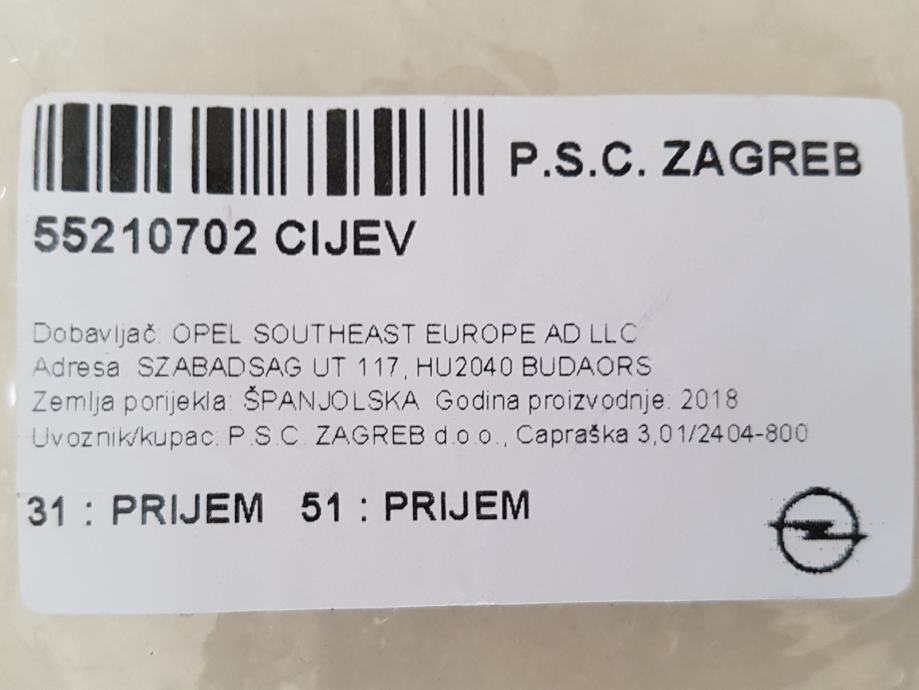 P.S.C. ZAGREB
55210702 CIJEV
Dobavljač: OPEL SOUTHEAST EUROPE AD LLC
Adresa: SZABADSAG UT 117, HU2040 BUDAORS
Zemlja porijekla: ŠPANJOLSKA Godina proizvodnje: 2018
Uvoznik/kupac: P.S.C. ZAGREB d.o.o., Capraška 3,01/2404-800
31 : PRIJEM 51 : PRIJEM